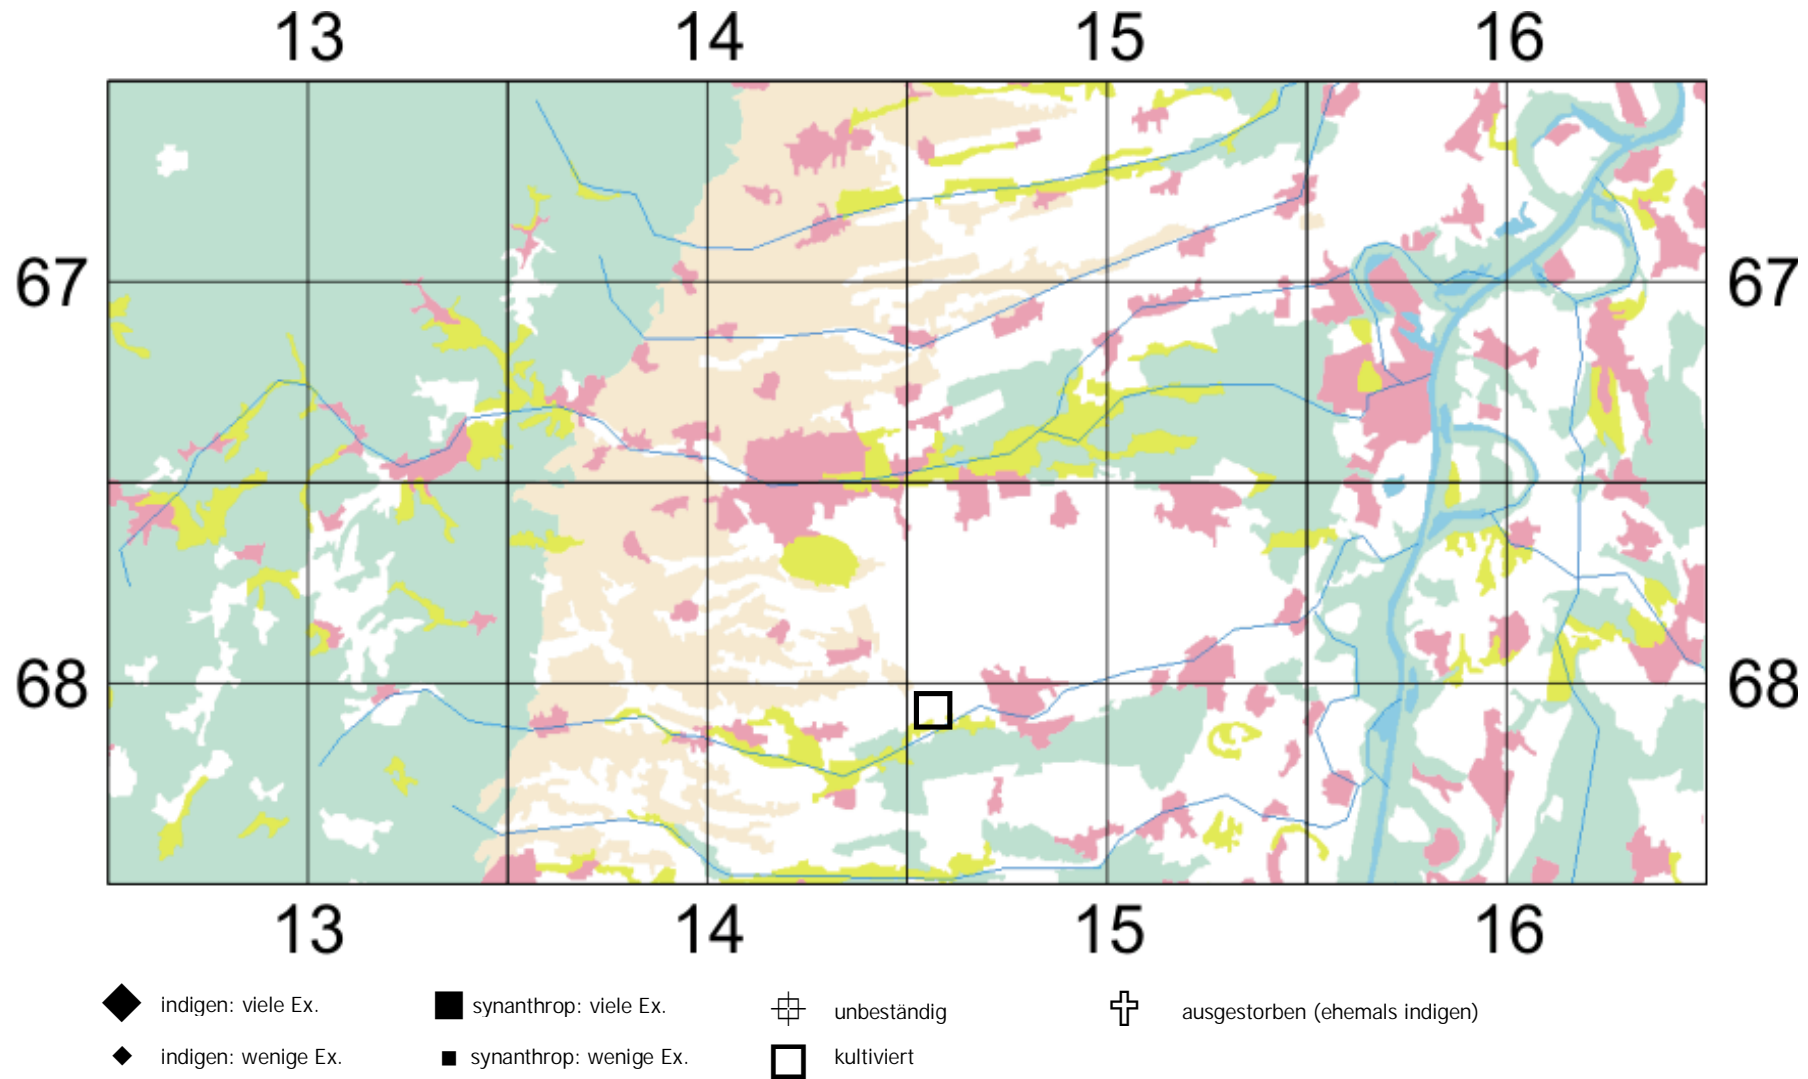 13 14 15 16
67 67
68 68
13 14 15 16
indigen: viele Ex. synanthrop: viele Ex. unbeständig ausgestorben (ehemals indigen)
indigen: wenige Ex. synanthrop: wenige Ex. kultiviert